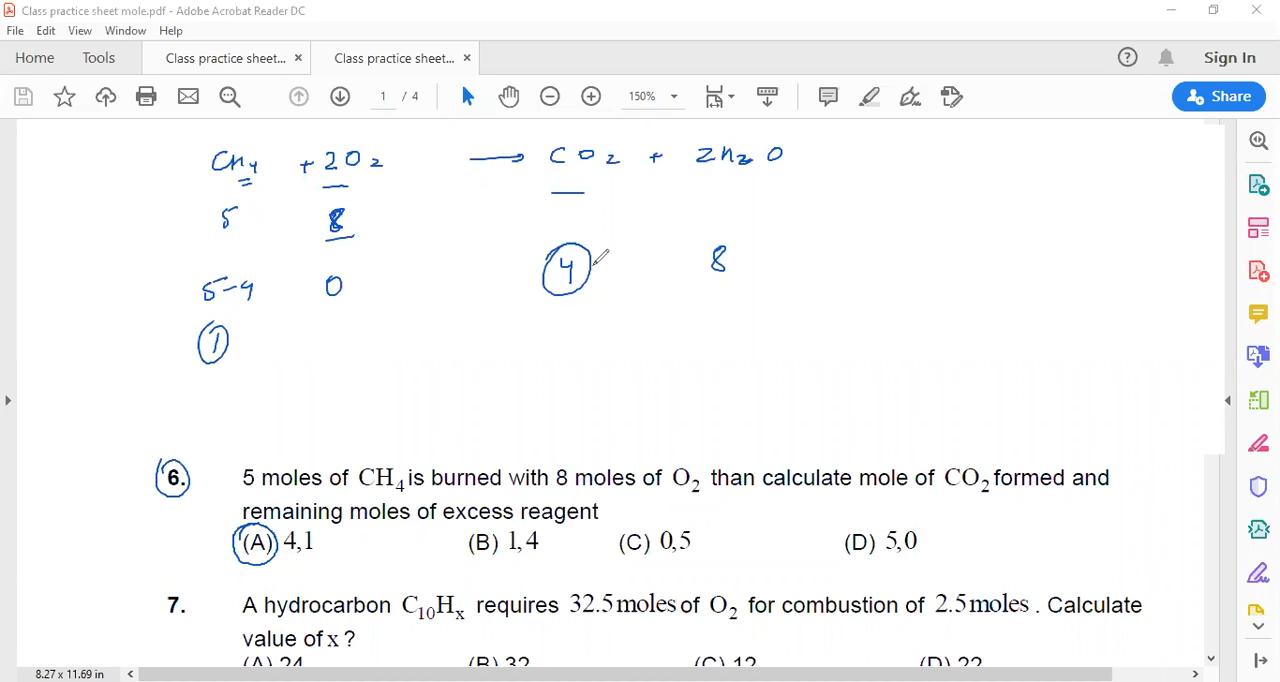 Class practice sheet mole.pdf - Adobe Acrobat Reader DC
File Edit View Window Help
Home Tools Class practice sheet... × Class practice sheet... × Sign In
1 / 4 150% Share
CH₄ + 2O₂ ⟶ CO₂ + 2H₂O
5 8
4 8
5-4 0
1
6. 5 moles of CH₄ is burned with 8 moles of O₂ than calculate mole of CO₂ formed and
remaining moles of excess reagent
(A) 4,1 (B) 1,4 (C) 0,5 (D) 5,0
7. A hydrocarbon C₁₀Hₓ requires 32.5 moles of O₂ for combustion of 2.5 moles . Calculate
value of x ?
(A) 24 (B) 32 (C) 12 (D) 22
8.27 x 11.69 in